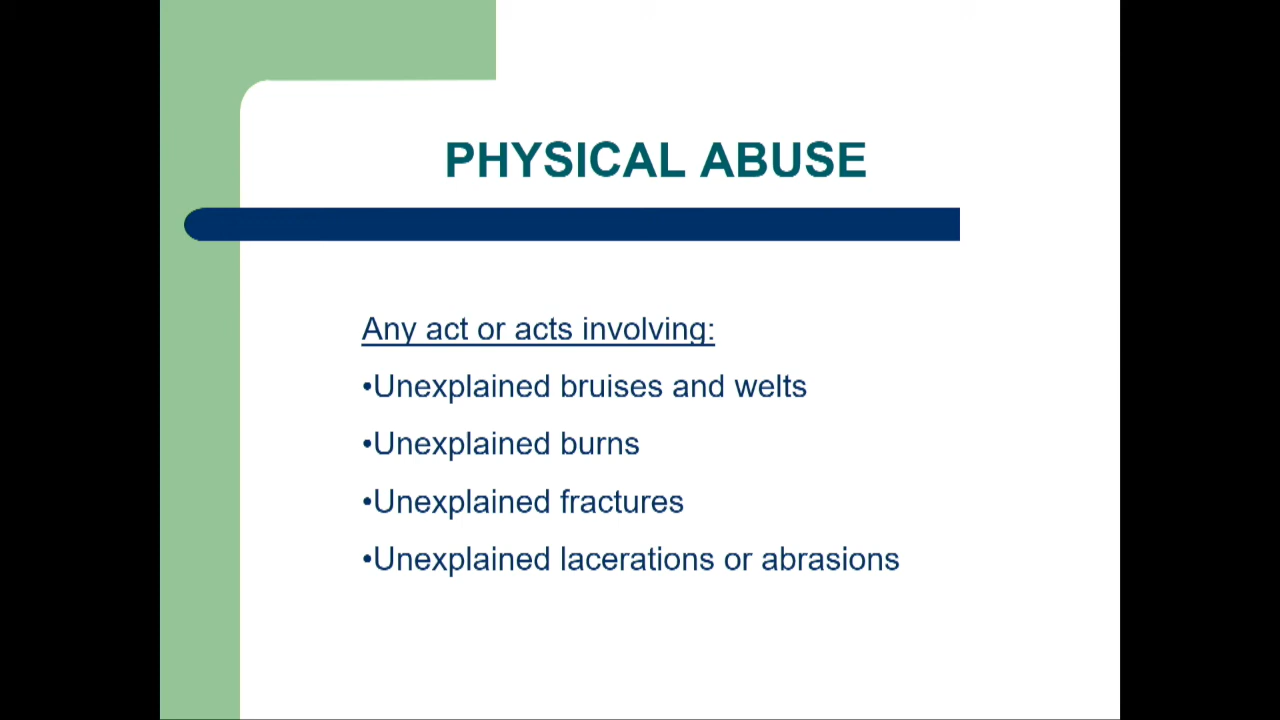 PHYSICAL ABUSE
Any act or acts involving:
•Unexplained bruises and welts
•Unexplained burns
•Unexplained fractures
•Unexplained lacerations or abrasions